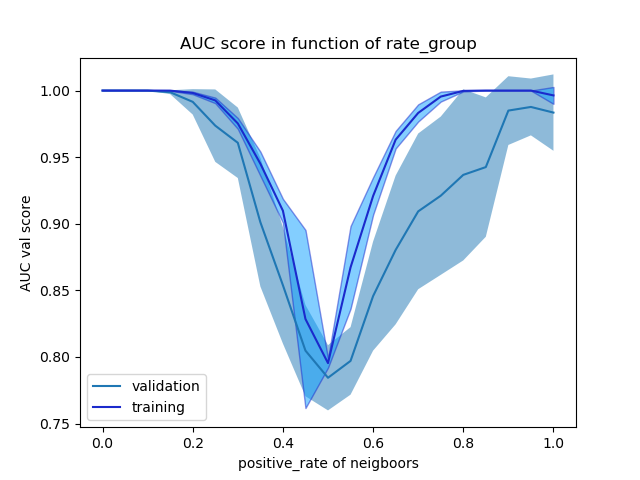 AUC score in function of rate_group
AUC val score
1.00
0.95
0.90
0.85
0.80
0.75
validation
training
0.0 0.2 0.4 0.6 0.8 1.0
positive_rate of neigboors